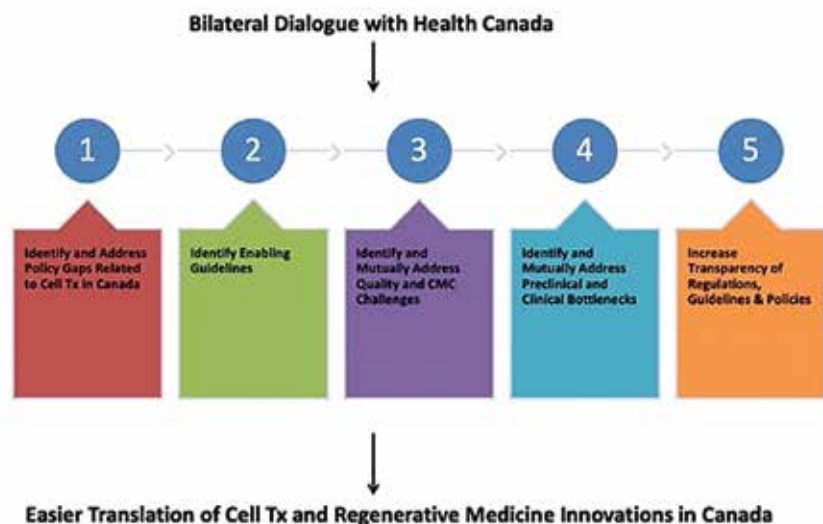 Bilateral Dialogue with Health Canada
1
2
3
4
5
Identify and Address
Policy Gaps Related
to Cell Tx in Canada
Identify Enabling
Guidelines
Identify and
Mutually Address
Quality and CMC
Challenges
Identify and
Mutually Address
Preclinical and
Clinical Bottlenecks
Increase
Transparency of
Regulations,
Guidelines & Policies
Easier Translation of Cell Tx and Regenerative Medicine Innovations in Canada